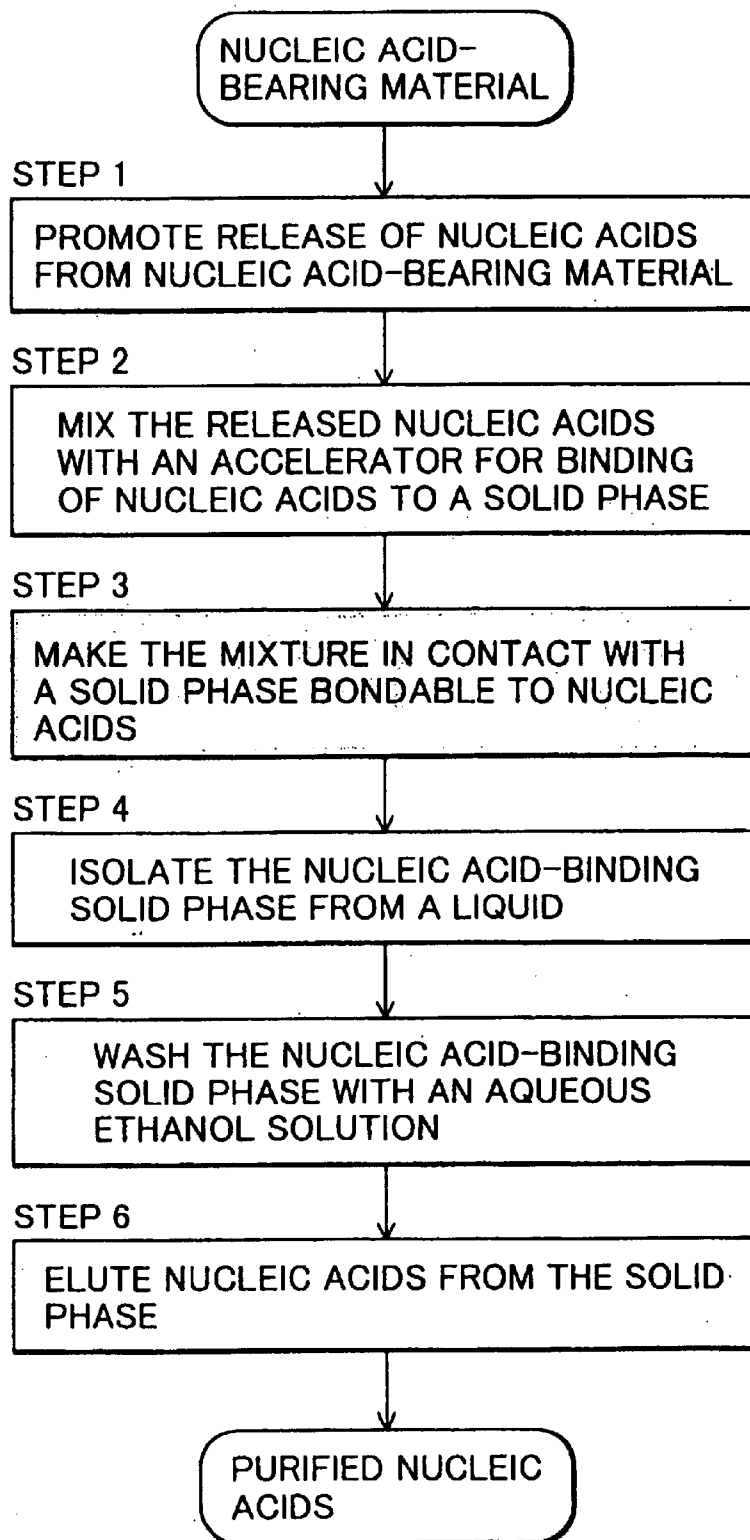 NUCLEIC ACID-
BEARING MATERIAL
STEP 1
PROMOTE RELEASE OF NUCLEIC ACIDS
FROM NUCLEIC ACID-BEARING MATERIAL
STEP 2
MIX THE RELEASED NUCLEIC ACIDS
WITH AN ACCELERATOR FOR BINDING
OF NUCLEIC ACIDS TO A SOLID PHASE
STEP 3
MAKE THE MIXTURE IN CONTACT WITH
A SOLID PHASE BONDABLE TO NUCLEIC
ACIDS
STEP 4
ISOLATE THE NUCLEIC ACID-BINDING
SOLID PHASE FROM A LIQUID
STEP 5
WASH THE NUCLEIC ACID-BINDING
SOLID PHASE WITH AN AQUEOUS
ETHANOL SOLUTION
STEP 6
ELUTE NUCLEIC ACIDS FROM THE SOLID
PHASE
PURIFIED NUCLEIC
ACIDS